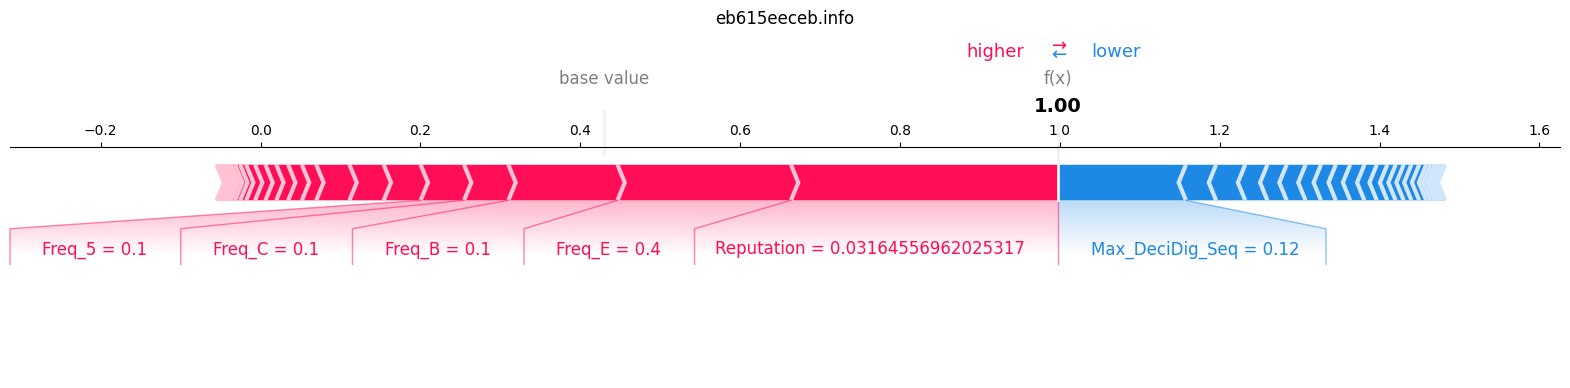 eb615eeceb.info
higher → ← lower
base value f(x)
1.00
−0.2 0.0 0.2 0.4 0.6 0.8 1.0 1.2 1.4 1.6
Freq_5 = 0.1 Freq_C = 0.1 Freq_B = 0.1 Freq_E = 0.4 Reputation = 0.03164556962025317 Max_DeciDig_Seq = 0.12